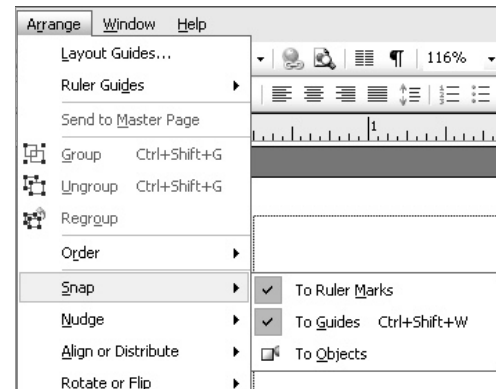 Arrange Window Help
Layout Guides...
116%
Ruler Guides
Send to Master Page
1
Group Ctrl+Shift+G
Ungroup Ctrl+Shift+G
Regroup
Order
Snap
To Ruler Marks
Nudge
To Guides Ctrl+Shift+W
Align or Distribute
To Objects
Rotate or Flip